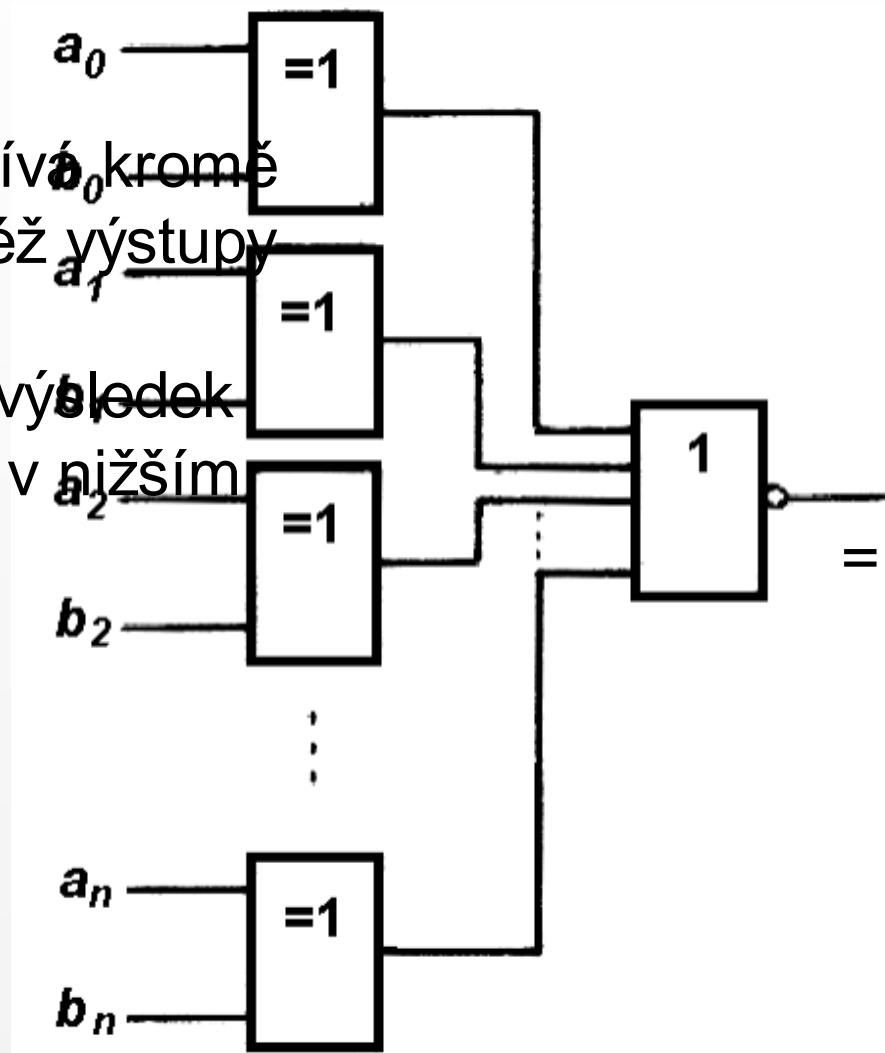 a0
=1
ívá kromě
b0
éž výstupy
a1
=1
výsledek
v nižším
a2
=1
1
=
b2
an
=1
bn